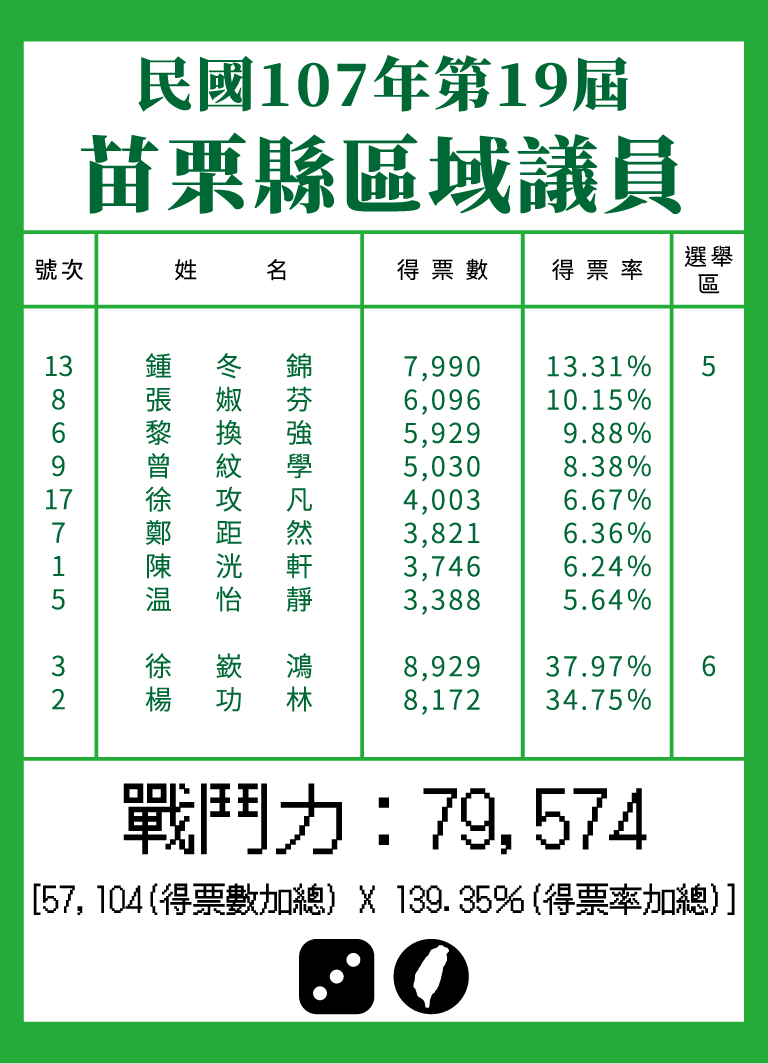 民國107年第19屆
苗栗縣區域議員
號次 姓名 得票數 得票率 選舉區
13 鍾冬錦 7,990 13.31% 5
8 張淑芬 6,096 10.15%
6 黎換強 5,929 9.88%
9 曾紋學 5,030 8.38%
17 徐攻凡 4,003 6.67%
7 鄭距然 3,821 6.36%
1 陳洸軒 3,746 6.24%
5 温怡靜 3,388 5.64%
3 徐嶔鴻 8,929 37.97% 6
2 楊功林 8,172 34.75%
戰鬥力：79,574
[57,104(得票數加總) X 139.35%(得票率加總)]